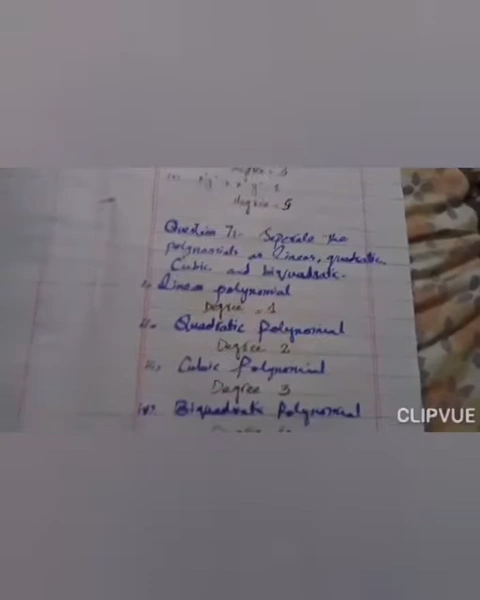 degree = 5
Question 7:- Seperate the
polynomials as linear, quadratic,
Cubic and biquadratic.
i. Linear polynomial
Degree = 1
ii. Quadratic Polynomial
Degree 2
iii, Cubic Polynomial
Degree 3
iv, Biquadratic Polynomial
CLIPVUE